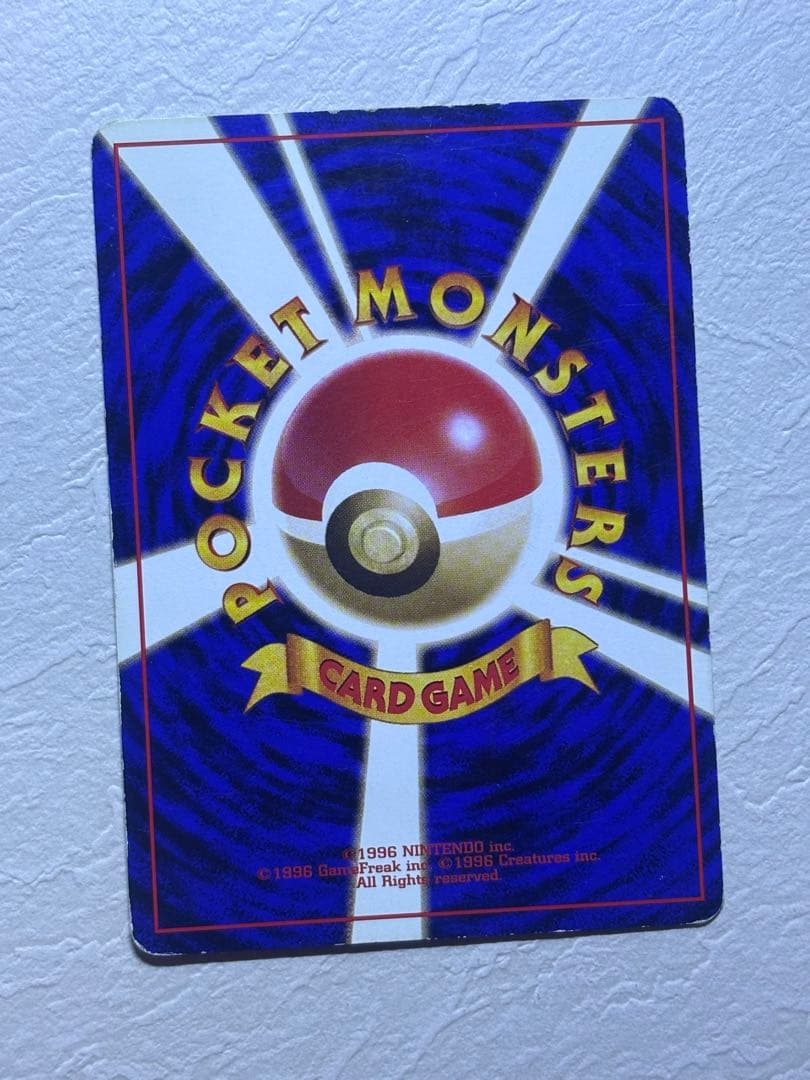 POCKET MONSTERS
CARD GAME
©1996 NINTENDO inc.
©1996 GameFreak inc. ©1996 Creatures inc.
All Rights reserved.